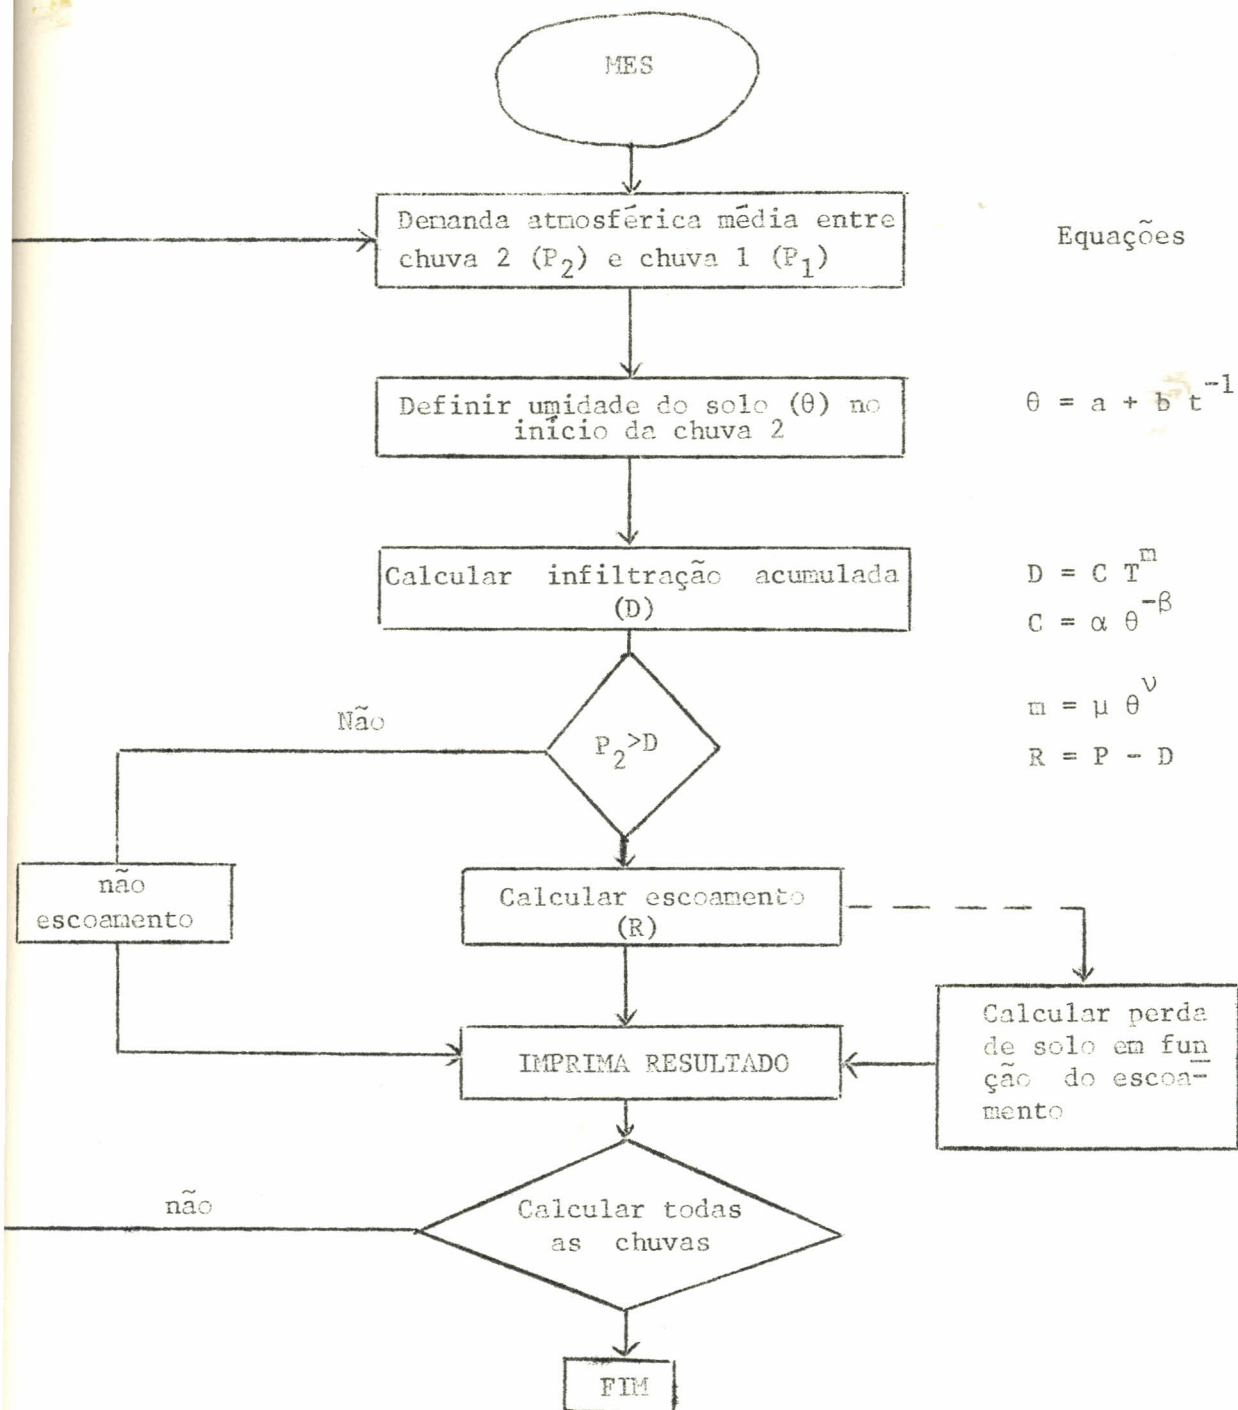 MES
Demanda atmosférica média entre
chuva 2 (P₂) e chuva 1 (P₁)
Equações
Definir umidade do solo (θ) no
início da chuva 2
θ = a + b t⁻¹
Calcular infiltração acumulada
(D)
D = C Tᵐ
C = α θ^-β
m = μ θ^ν
R = P - D
Não
P₂>D
não
escoamento
Calcular escoamento
(R)
Calcular perda
de solo em fun
ção do escoa-
mento
IMPRIMA RESULTADO
não
Calcular todas
as chuvas
FIM